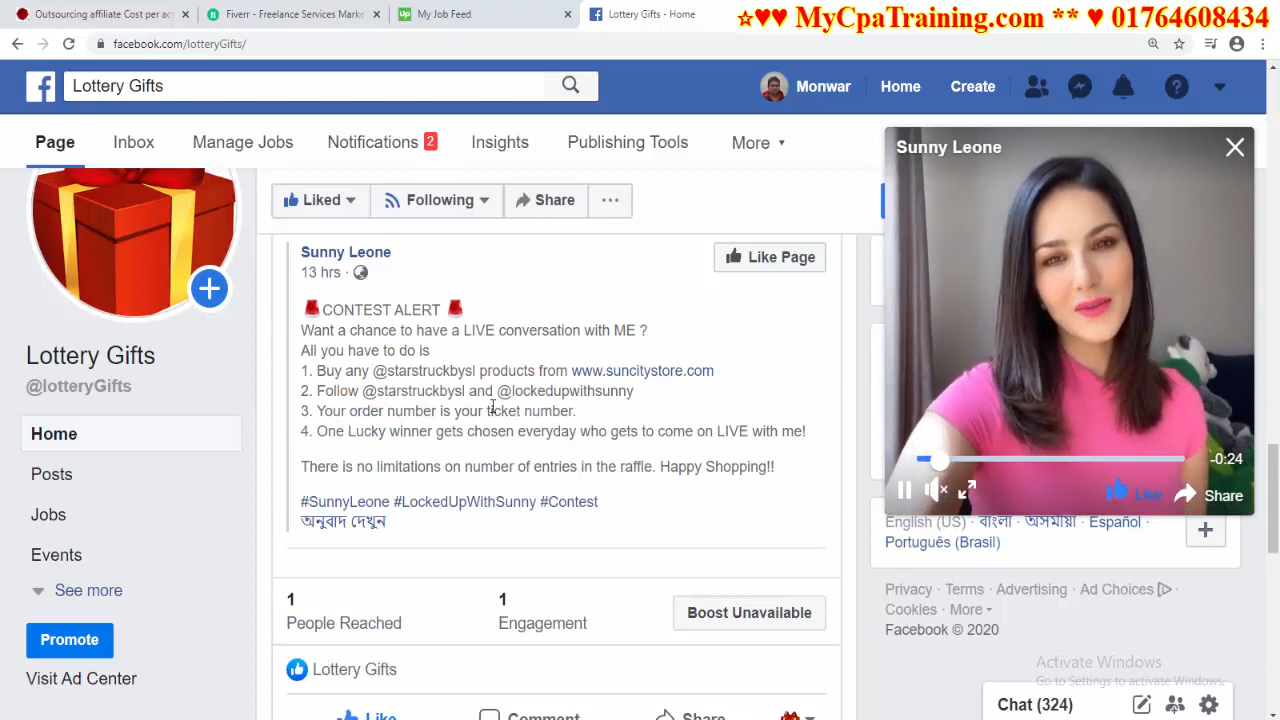 Outsourcing affiliate Cost per act
Fiverr - Freelance Services Marke
My Job Feed
Lottery Gifts - Home
☆♥♥ MyCpaTraining.com ** ♥ 01764608434
facebook.com/lotteryGifts/
Lottery Gifts
Monwar
Home
Create
Page
Inbox
Manage Jobs
Notifications 2
Insights
Publishing Tools
More
Liked
Following
Share
Sunny Leone
13 hrs ·
Like Page
CONTEST ALERT
Want a chance to have a LIVE conversation with ME ?
All you have to do is
1. Buy any @starstruckbysl products from www.suncitystore.com
2. Follow @starstruckbysl and @lockedupwithsunny
3. Your order number is your ticket number.
4. One Lucky winner gets chosen everyday who gets to come on LIVE with me!
There is no limitations on number of entries in the raffle. Happy Shopping!!
#SunnyLeone #LockedUpWithSunny #Contest
অনুবাদ দেখুন
1
People Reached
1
Engagement
Boost Unavailable
Lottery Gifts
Like
Comment
Share
Lottery Gifts
@lotteryGifts
Home
Posts
Jobs
Events
See more
Promote
Visit Ad Center
Sunny Leone
-0:24
Like
Share
English (US) · বাংলা · অসমীয়া · Español ·
Português (Brasil)
Privacy · Terms · Advertising · Ad Choices
Cookies · More
Facebook © 2020
Activate Windows
Go to Settings to activate Windows.
Chat (324)